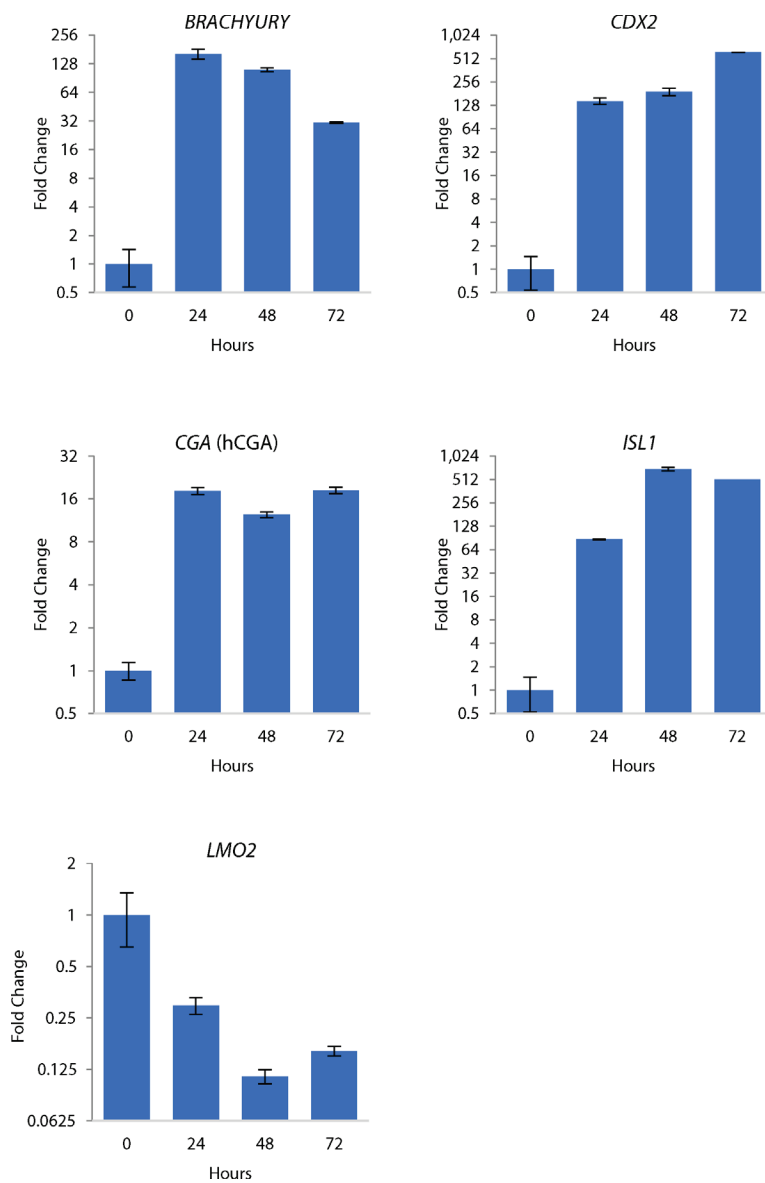 BRACHYURY
Fold Change
256
128
64
32
16
8
4
2
1
0.5
0 24 48 72
Hours
CDX2
Fold Change
1,024
512
256
128
64
32
16
8
4
2
1
0.5
0 24 48 72
Hours
CGA (hCGA)
Fold Change
32
16
8
4
2
1
0.5
0 24 48 72
Hours
ISL1
Fold Change
1,024
512
256
128
64
32
16
8
4
2
1
0.5
0 24 48 72
Hours
LMO2
Fold Change
2
1
0.5
0.25
0.125
0.0625
0 24 48 72
Hours